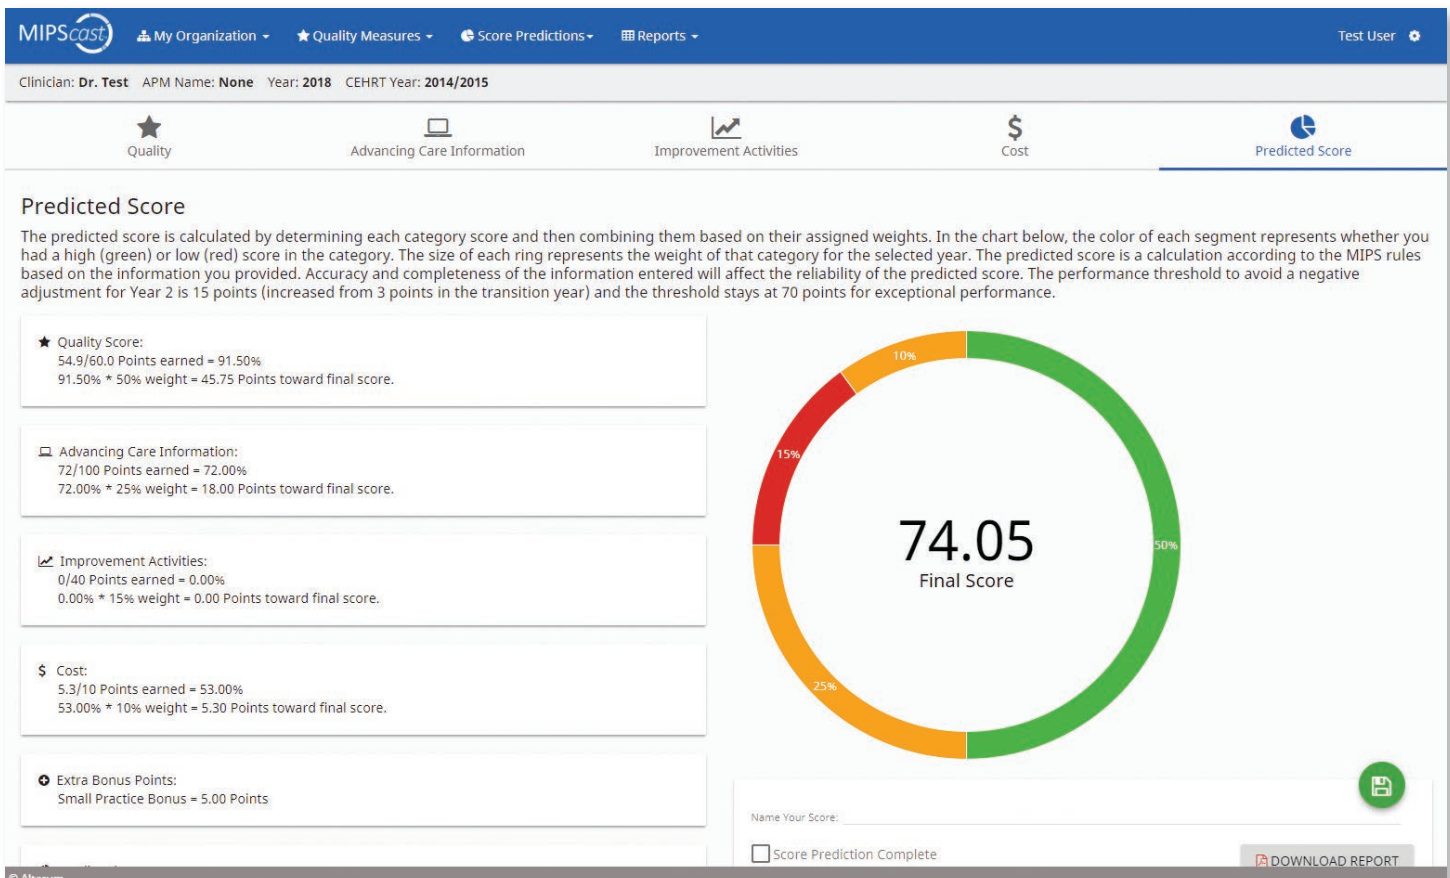 MIPScast
My Organization
Quality Measures
Score Predictions
Reports
Test User
Clinician: Dr. Test APM Name: None Year: 2018 CEHRT Year: 2014/2015
Quality
Advancing Care Information
Improvement Activities
Cost
Predicted Score
Predicted Score
The predicted score is calculated by determining each category score and then combining them based on their assigned weights. In the chart below, the color of each segment represents whether you
had a high (green) or low (red) score in the category. The size of each ring represents the weight of that category for the selected year. The predicted score is a calculation according to the MIPS rules
based on the information you provided. Accuracy and completeness of the information entered will affect the reliability of the predicted score. The performance threshold to avoid a negative
adjustment for Year 2 is 15 points (increased from 3 points in the transition year) and the threshold stays at 70 points for exceptional performance.
Quality Score:
54.9/60.0 Points earned = 91.50%
91.50% * 50% weight = 45.75 Points toward final score.
Advancing Care Information:
72/100 Points earned = 72.00%
72.00% * 25% weight = 18.00 Points toward final score.
Improvement Activities:
0/40 Points earned = 0.00%
0.00% * 15% weight = 0.00 Points toward final score.
$ Cost:
5.3/10 Points earned = 53.00%
53.00% * 10% weight = 5.30 Points toward final score.
Extra Bonus Points:
Small Practice Bonus = 5.00 Points
10%
15%
50%
25%
74.05
Final Score
Name Your Score:
Score Prediction Complete
DOWNLOAD REPORT